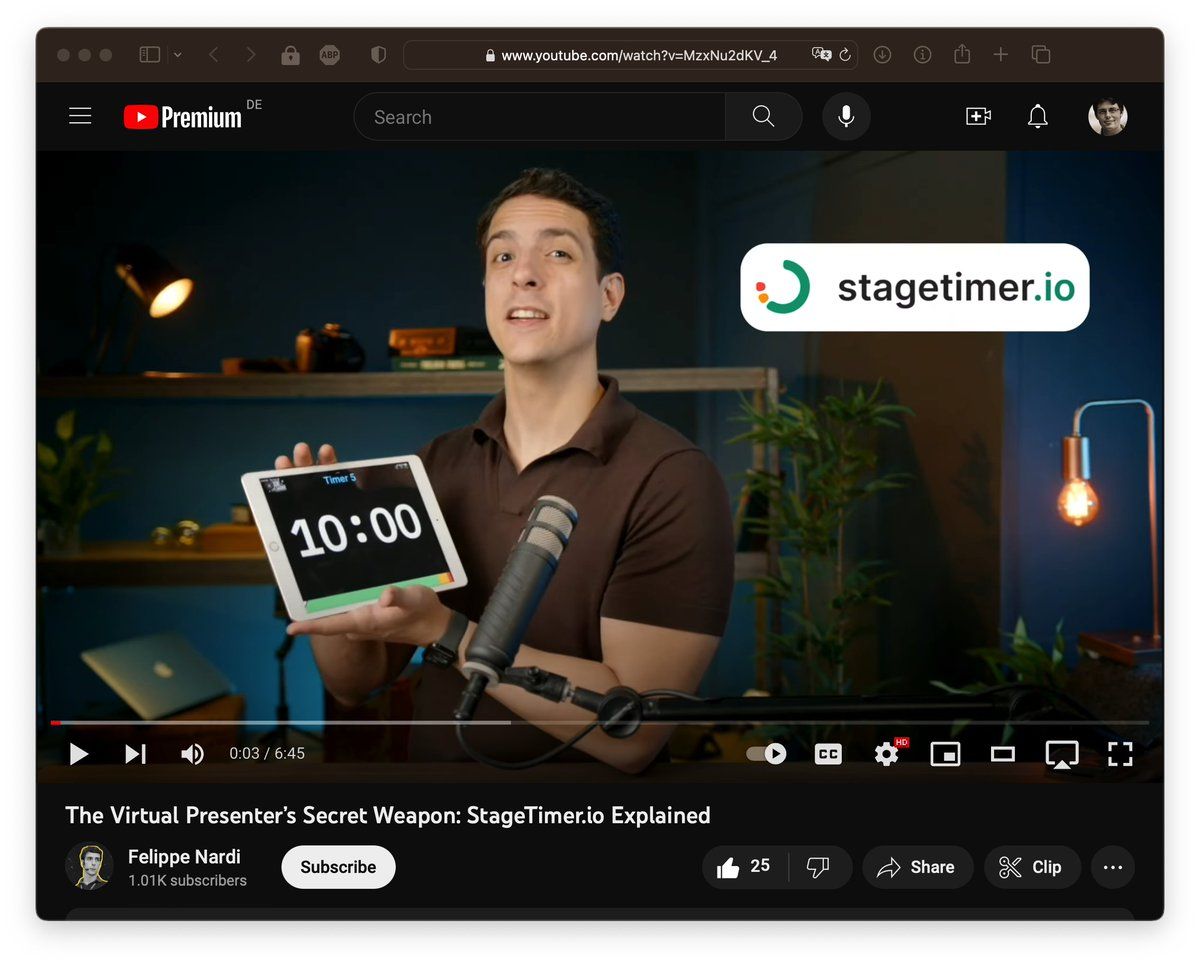 ABP
www.youtube.com/watch?v=MzxNu2dKV_4
Premium DE
Search
stagetimer.io
Timer 5
10:00
0:03 / 6:45
CC
HD
The Virtual Presenter’s Secret Weapon: StageTimer.io Explained
Felippe Nardi
1.01K subscribers
Subscribe
25
Share
Clip